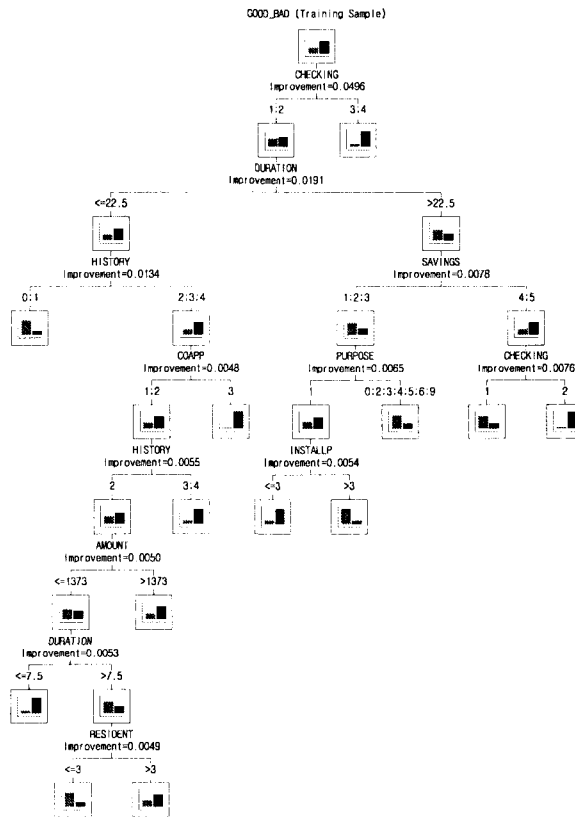 GOOD_BAD (Training Sample)
CHECKING
Improvement=0.0496
1:2 3:4
DURATION
Improvement=0.0191
<=22.5 >22.5
HISTORY SAVINGS
Improvement=0.0134 Improvement=0.0078
0:1 2:3:4 1:2:3 4:5
COAPP PURPOSE CHECKING
Improvement=0.0048 Improvement=0.0065 Improvement=0.0076
1:2 3 1 0:2:3:4:5:6:9 1 2
HISTORY INSTALLP
Improvement=0.0055 Improvement=0.0054
2 3:4 <=3 >3
AMOUNT
Improvement=0.0050
<=1373 >1373
DURATION
Improvement=0.0053
<=7.5 >7.5
RESIDENT
Improvement=0.0049
<=3 >3